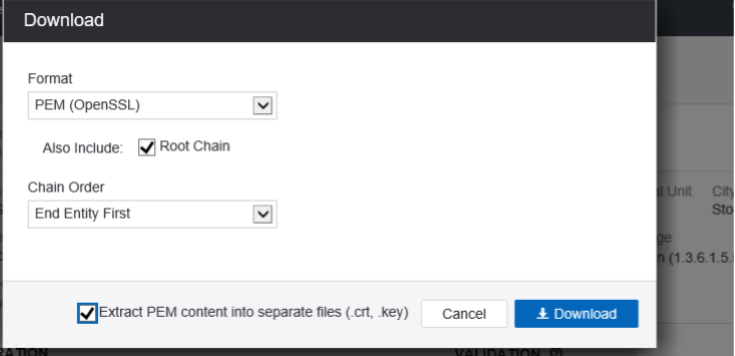 Download
Format
PEM (OpenSSL)
Also Include: Root Chain
Chain Order
End Entity First
Extract PEM content into separate files (.crt, .key)
Cancel
Download
Unit
City
Sto
ge
n (1.3.6.1.5.
RATION
VALIDATION